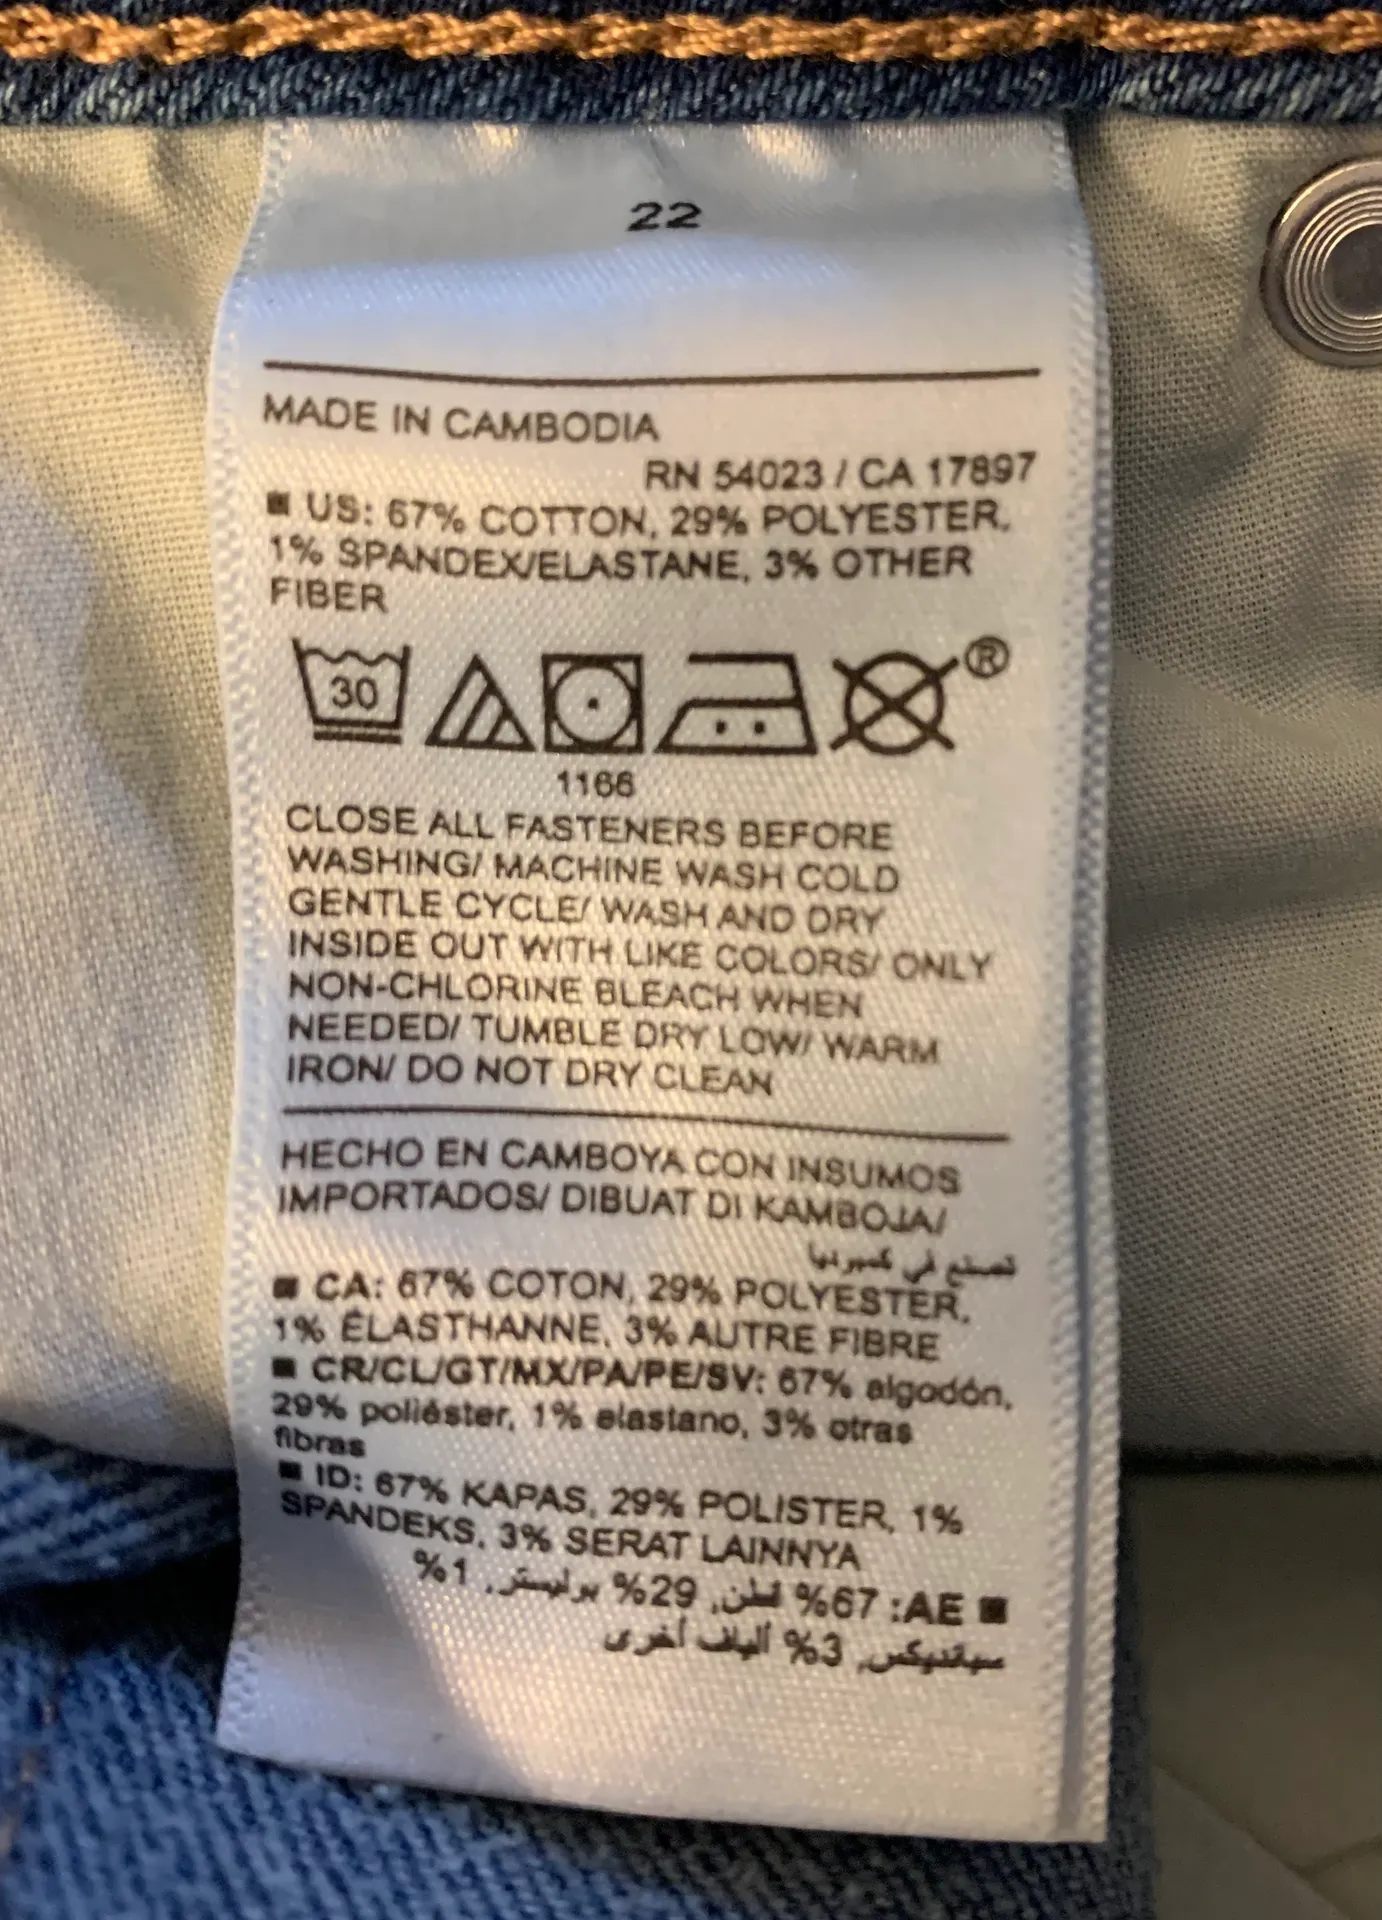 22
MADE IN CAMBODIA
RN 54023 / CA 17897
■ US: 67% COTTON, 29% POLYESTER,
1% SPANDEX/ELASTANE, 3% OTHER
FIBER
30
®
1166
CLOSE ALL FASTENERS BEFORE
WASHING/ MACHINE WASH COLD
GENTLE CYCLE/ WASH AND DRY
INSIDE OUT WITH LIKE COLORS/ ONLY
NON-CHLORINE BLEACH WHEN
NEEDED/ TUMBLE DRY LOW/ WARM
IRON/ DO NOT DRY CLEAN
HECHO EN CAMBOYA CON INSUMOS
IMPORTADOS/ DIBUAT DI KAMBOJA/
تصنع في كمبوديا
■ CA: 67% COTON, 29% POLYESTER,
1% ÉLASTHANNE, 3% AUTRE FIBRE
■ CR/CL/GT/MX/PA/PE/SV: 67% algodón,
29% poliéster, 1% elastano, 3% otras
fibras
■ ID: 67% KAPAS, 29% POLISTER, 1%
SPANDEKS, 3% SERAT LAINNYA
■ AE: 67% قطن, 29% بوليستر, 1%
سباندیکس, 3% ألياف أخرى